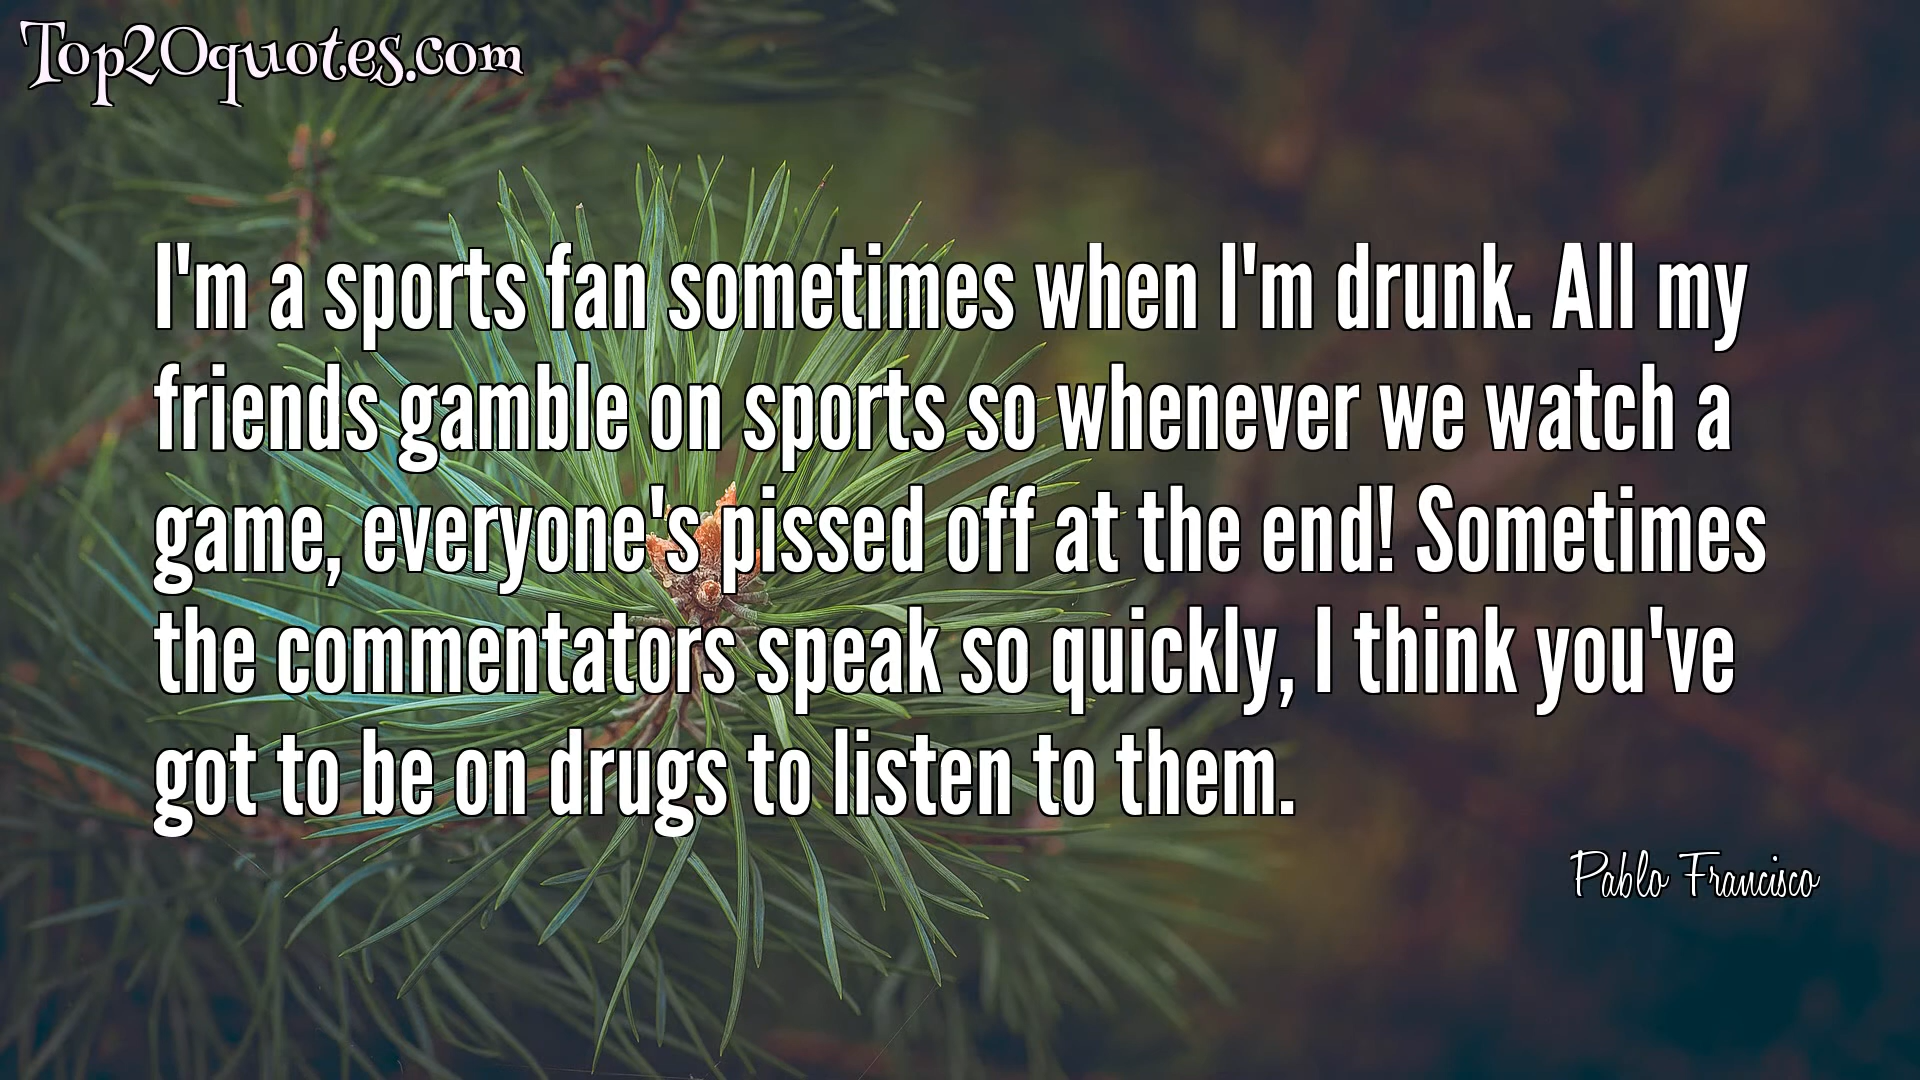 Top20quotes.com
I'm a sports fan sometimes when I'm drunk. All my
friends gamble on sports so whenever we watch a
game, everyone's pissed off at the end! Sometimes
the commentators speak so quickly, I think you've
got to be on drugs to listen to them.
Pablo Francisco